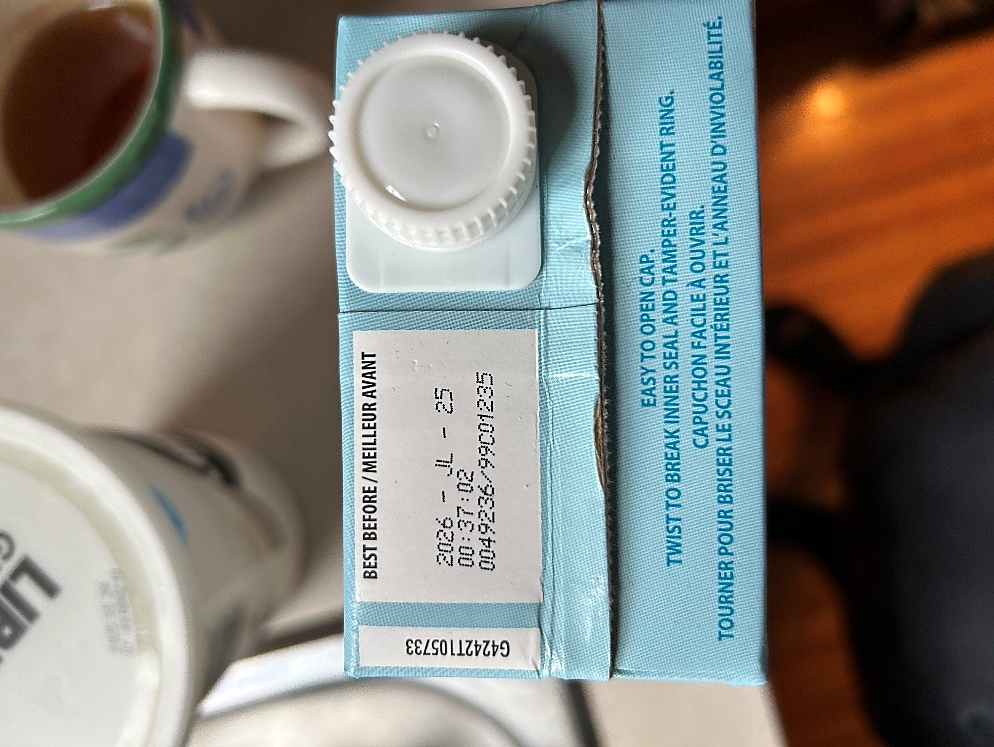 BEST BEFORE / MEILLEUR AVANT
2026 - JL - 25
00:37:02
0049236/99C01235
G4242T105733
EASY TO OPEN CAP.
TWIST TO BREAK INNER SEAL AND TAMPER-EVIDENT RING.
CAPUCHON FACILE À OUVRIR.
TOURNER POUR BRISER LE SCEAU INTÉRIEUR ET L'ANNEAU D'INVIOLABILITÉ.